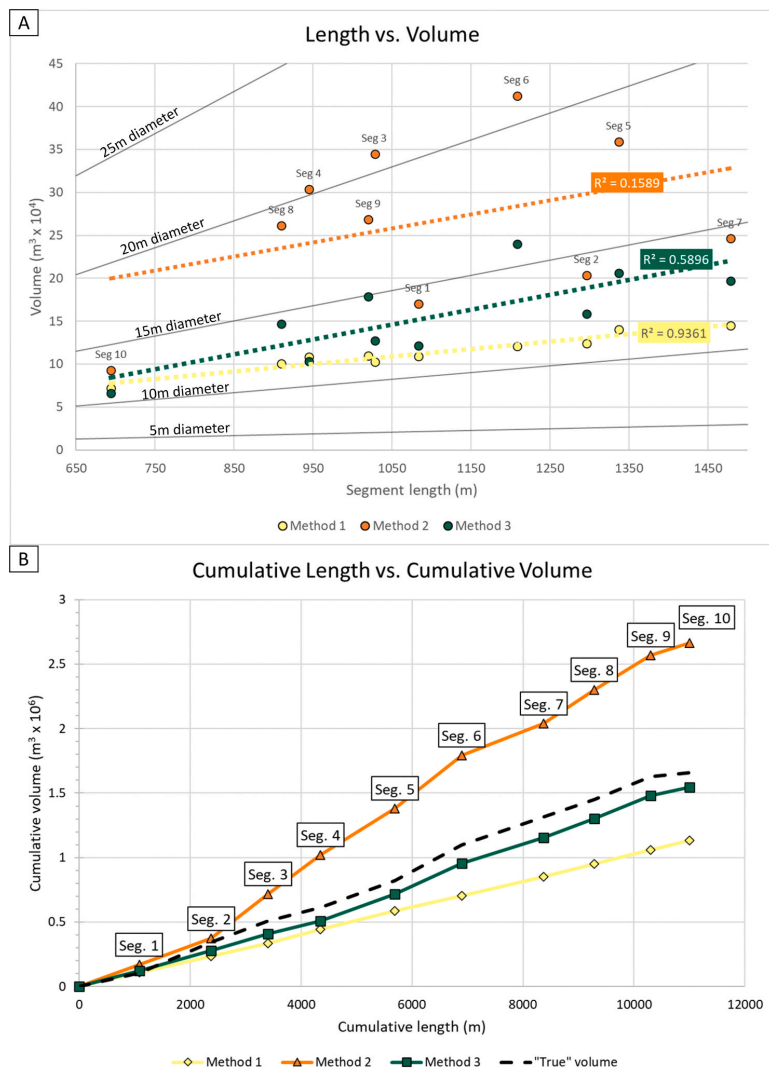 A
Length vs. Volume
45
40
35
30
25
20
15
10
5
0
Volume (m³ x 10⁴)
650
750
850
950
1050
1150
1250
1350
1450
Segment length (m)
25m diameter
20m diameter
15m diameter
10m diameter
5m diameter
Seg 10
Seg 8
Seg 4
Seg 9
Seg 3
Seg 1
Seg 6
Seg 2
Seg 5
Seg 7
R² = 0.1589
R² = 0.5896
R² = 0.9361
Method 1 Method 2 Method 3
B
Cumulative Length vs. Cumulative Volume
3
2.5
2
1.5
1
0.5
0
Cumulative volume (m³ x 10⁶)
Seg. 1
Seg. 2
Seg. 3
Seg. 4
Seg. 5
Seg. 6
Seg. 7
Seg. 8
Seg. 9
Seg. 10
0
2000
4000
6000
8000
10000
12000
Cumulative length (m)
Method 1 Method 2 Method 3 "True" volume